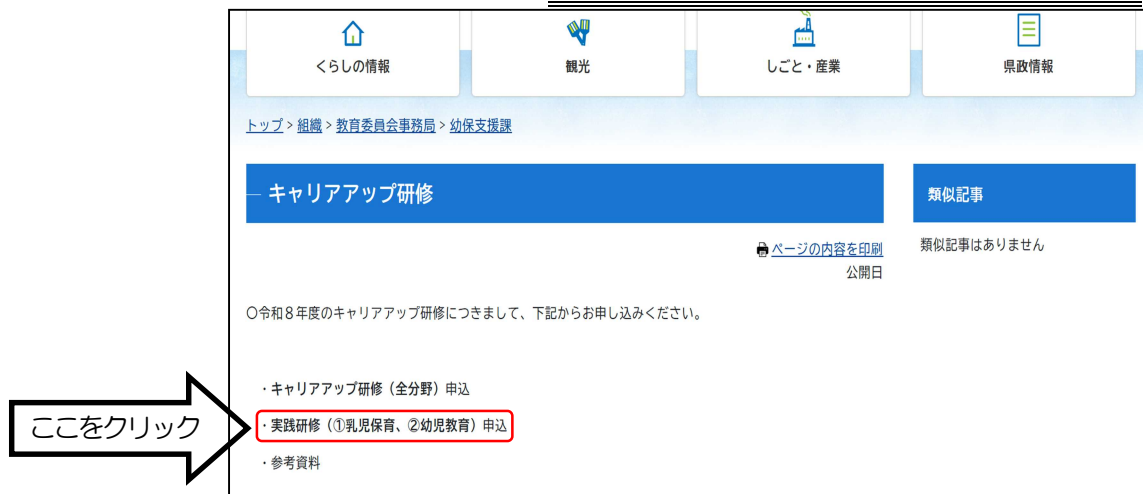 くらしの情報
観光
しごと・産業
県政情報
トップ > 組織 > 教育委員会事務局 > 幼保支援課
キャリアアップ研修
類似記事
ページの内容を印刷
類似記事はありません
公開日
〇令和８年度のキャリアアップ研修につきまして、下記からお申し込みください。
・キャリアアップ研修（全分野）申込
ここをクリック
・実践研修（①乳児保育、②幼児教育）申込
・参考資料